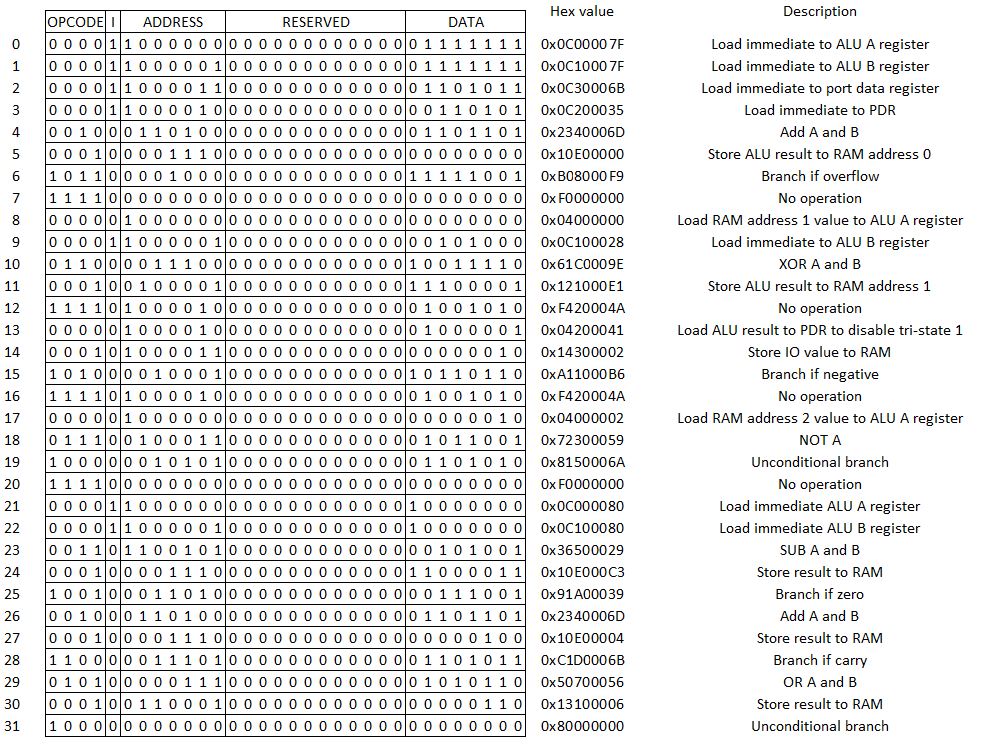 Hex value Description
OPCODE I ADDRESS RESERVED DATA
0 0 0 0 0 1 1 0 0 0 0 0 0 0 0 0 0 0 0 0 0 0 0 0 0 0 1 1 1 1 1 1 1 0x0C00007F Load immediate to ALU A register
1 0 0 0 0 1 1 0 0 0 0 0 1 0 0 0 0 0 0 0 0 0 0 0 0 0 1 1 1 1 1 1 1 0x0C10007F Load immediate to ALU B register
2 0 0 0 0 1 1 0 0 0 0 1 1 0 0 0 0 0 0 0 0 0 0 0 0 0 1 1 0 1 0 1 1 0x0C30006B Load immediate to port data register
3 0 0 0 0 1 1 0 0 0 0 1 0 0 0 0 0 0 0 0 0 0 0 0 0 0 0 1 1 0 1 0 1 0x0C200035 Load immediate to PDR
4 0 0 1 0 0 0 1 1 0 1 0 0 0 0 0 0 0 0 0 0 0 0 0 0 0 1 1 0 1 1 0 1 0x2340006D Add A and B
5 0 0 0 1 0 0 0 0 1 1 1 0 0 0 0 0 0 0 0 0 0 0 0 0 0 0 0 0 0 0 0 0 0x10E00000 Store ALU result to RAM address 0
6 1 0 1 1 0 0 0 0 1 0 0 0 0 0 0 0 0 0 0 0 0 0 0 0 1 1 1 1 1 0 0 1 0xB08000F9 Branch if overflow
7 1 1 1 1 0 0 0 0 0 0 0 0 0 0 0 0 0 0 0 0 0 0 0 0 0 0 0 0 0 0 0 0 0xF0000000 No operation
8 0 0 0 0 0 1 0 0 0 0 0 0 0 0 0 0 0 0 0 0 0 0 0 0 0 0 0 0 0 0 0 0 0x04000000 Load RAM address 1 value to ALU A register
9 0 0 0 0 1 1 0 0 0 0 0 1 0 0 0 0 0 0 0 0 0 0 0 0 0 0 1 0 1 0 0 0 0x0C100028 Load immediate to ALU B register
10 0 1 1 0 0 0 0 1 1 1 0 0 0 0 0 0 0 0 0 0 0 0 0 0 1 0 0 1 1 1 1 0 0x61C0009E XOR A and B
11 0 0 0 1 0 0 1 0 0 0 0 1 0 0 0 0 0 0 0 0 0 0 0 0 1 1 1 0 0 0 0 1 0x121000E1 Store ALU result to RAM address 1
12 1 1 1 1 0 1 0 0 0 0 1 0 0 0 0 0 0 0 0 0 0 0 0 0 0 1 0 0 1 0 1 0 0xF420004A No operation
13 0 0 0 0 0 1 0 0 0 0 1 0 0 0 0 0 0 0 0 0 0 0 0 0 0 1 0 0 0 0 0 1 0x04200041 Load ALU result to PDR to disable tri-state 1
14 0 0 0 1 0 1 0 0 0 0 1 1 0 0 0 0 0 0 0 0 0 0 0 0 0 0 0 0 0 0 1 0 0x14300002 Store IO value to RAM
15 1 0 1 0 0 0 0 1 0 0 0 1 0 0 0 0 0 0 0 0 0 0 0 0 1 0 1 1 0 1 1 0 0xA11000B6 Branch if negative
16 1 1 1 1 0 1 0 0 0 0 1 0 0 0 0 0 0 0 0 0 0 0 0 0 0 1 0 0 1 0 1 0 0xF420004A No operation
17 0 0 0 0 0 1 0 0 0 0 0 0 0 0 0 0 0 0 0 0 0 0 0 0 0 0 0 0 0 0 1 0 0x04000002 Load RAM address 2 value to ALU A register
18 0 1 1 1 0 0 1 0 0 0 1 1 0 0 0 0 0 0 0 0 0 0 0 0 0 1 0 1 1 0 0 1 0x72300059 NOT A
19 1 0 0 0 0 0 0 1 0 1 0 1 0 0 0 0 0 0 0 0 0 0 0 0 0 1 1 0 1 0 1 0 0x8150006A Unconditional branch
20 1 1 1 1 0 0 0 0 0 0 0 0 0 0 0 0 0 0 0 0 0 0 0 0 0 0 0 0 0 0 0 0 0xF0000000 No operation
21 0 0 0 0 1 1 0 0 0 0 0 0 0 0 0 0 0 0 0 0 0 0 0 0 1 0 0 0 0 0 0 0 0x0C000080 Load immediate ALU A register
22 0 0 0 0 1 1 0 0 0 0 0 1 0 0 0 0 0 0 0 0 0 0 0 0 1 0 0 0 0 0 0 0 0x0C100080 Load immediate ALU B register
23 0 0 1 1 0 1 1 0 0 1 0 1 0 0 0 0 0 0 0 0 0 0 0 0 0 0 1 0 1 0 0 1 0x36500029 SUB A and B
24 0 0 0 1 0 0 0 0 1 1 1 0 0 0 0 0 0 0 0 0 0 0 0 0 1 1 0 0 0 0 1 1 0x10E000C3 Store result to RAM
25 1 0 0 1 0 0 0 1 1 0 1 0 0 0 0 0 0 0 0 0 0 0 0 0 0 0 1 1 1 0 0 1 0x91A00039 Branch if zero
26 0 0 1 0 0 0 1 1 0 1 0 0 0 0 0 0 0 0 0 0 0 0 0 0 0 1 1 0 1 1 0 1 0x2340006D Add A and B
27 0 0 0 1 0 0 0 0 1 1 1 0 0 0 0 0 0 0 0 0 0 0 0 0 0 0 0 0 0 1 0 0 0x10E00004 Store result to RAM
28 1 1 0 0 0 0 0 1 1 1 0 1 0 0 0 0 0 0 0 0 0 0 0 0 0 1 1 0 1 0 1 1 0xC1D0006B Branch if carry
29 0 1 0 1 0 0 0 0 0 1 1 1 0 0 0 0 0 0 0 0 0 0 0 0 0 1 0 1 0 1 1 0 0x50700056 OR A and B
30 0 0 0 1 0 0 1 1 0 0 0 1 0 0 0 0 0 0 0 0 0 0 0 0 0 0 0 0 0 1 1 0 0x13100006 Store result to RAM
31 1 0 0 0 0 0 0 0 0 0 0 0 0 0 0 0 0 0 0 0 0 0 0 0 0 0 0 0 0 0 0 0 0x80000000 Unconditional branch